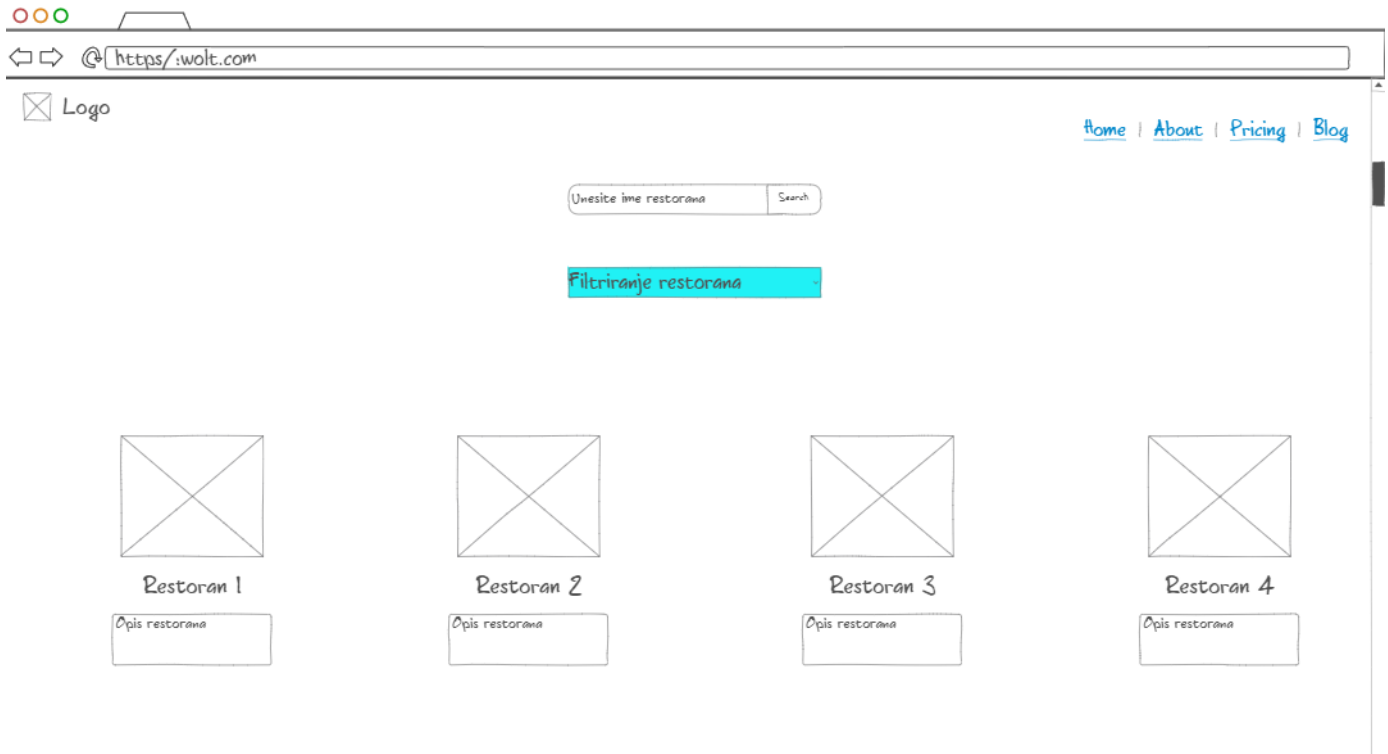 https/:wolt.com
Logo
Home | About | Pricing | Blog
Unesite ime restorana Search
Filtriranje restorana
Restoran 1 Restoran 2 Restoran 3 Restoran 4
Opis restorana Opis restorana Opis restorana Opis restorana